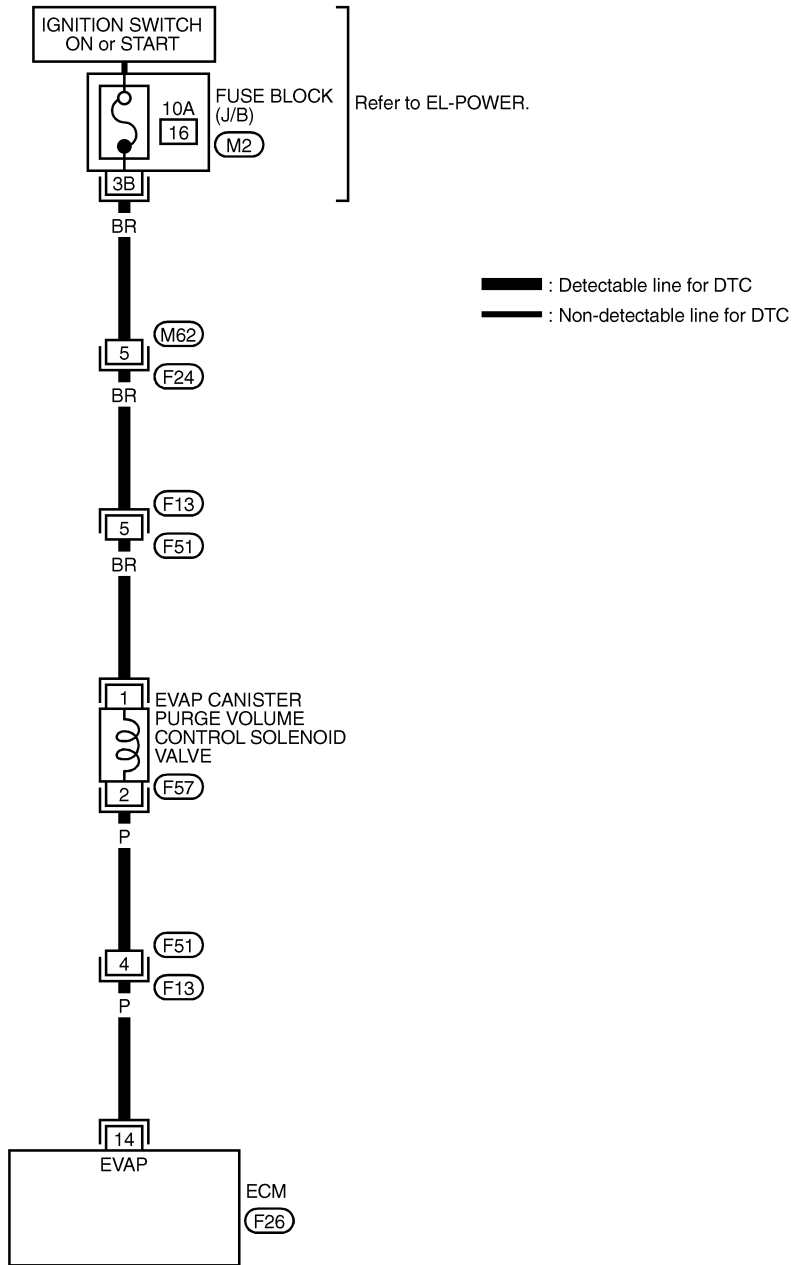 IGNITION SWITCH
ON or START
10A
16
FUSE BLOCK
(J/B)
M2
Refer to EL-POWER.
3B
BR
: Detectable line for DTC
: Non-detectable line for DTC
M62
5
F24
BR
F13
5
F51
BR
1
EVAP CANISTER
PURGE VOLUME
CONTROL SOLENOID
VALVE
2
F57
P
F51
4
F13
P
14
EVAP
ECM
F26